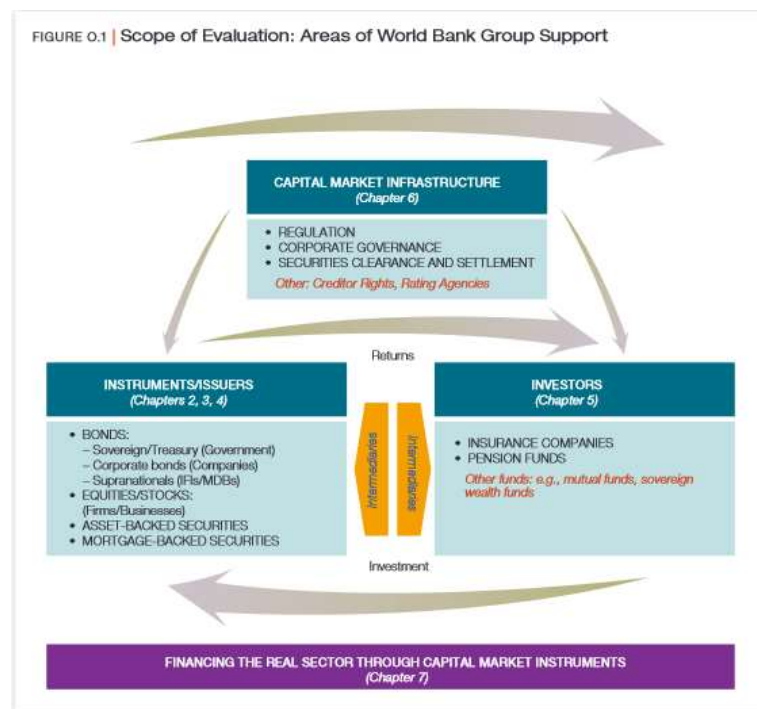 FIGURE O.1 | Scope of Evaluation: Areas of World Bank Group Support
CAPITAL MARKET INFRASTRUCTURE
(Chapter 6)
• REGULATION
• CORPORATE GOVERNANCE
• SECURITIES CLEARANCE AND SETTLEMENT
Other: Creditor Rights, Rating Agencies
Returns
INSTRUMENTS/ISSUERS
(Chapters 2, 3, 4)
• BONDS:
– Sovereign/Treasury (Government)
– Corporate bonds (Companies)
– Supranationals (IFIs/MDBs)
• EQUITIES/STOCKS:
(Firms/Businesses)
• ASSET-BACKED SECURITIES
• MORTGAGE-BACKED SECURITIES
Intermediaries
Intermediaries
INVESTORS
(Chapter 5)
• INSURANCE COMPANIES
• PENSION FUNDS
Other funds: e.g., mutual funds, sovereign
wealth funds
Investment
FINANCING THE REAL SECTOR THROUGH CAPITAL MARKET INSTRUMENTS
(Chapter 7)